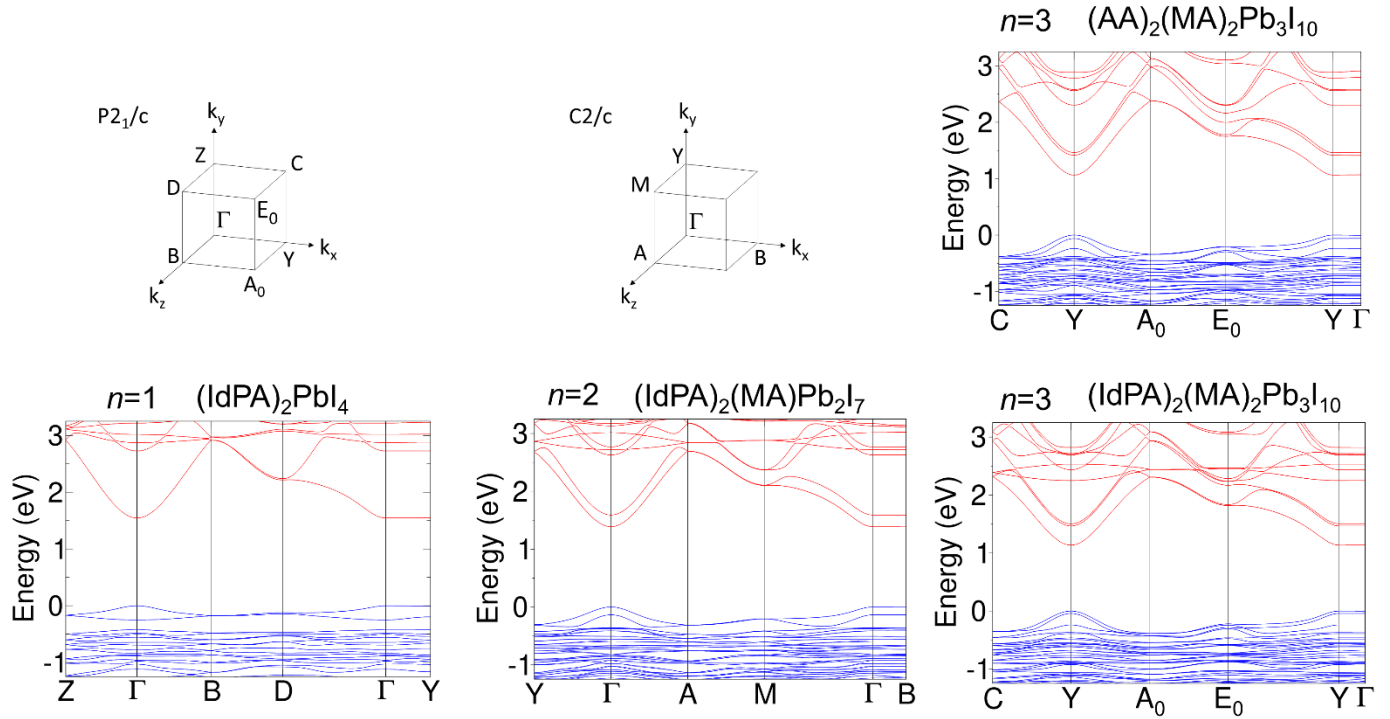 n=3 (AA)₂(MA)₂Pb₃I₁₀
P2₁/c
k_y
Z
C
D
E₀
Γ
B
Y
k_x
A₀
k_z
C2/c
k_y
Y
M
Γ
A
B
k_x
k_z
Energy (eV)
3
2
1
0
-1
C Y A₀ E₀ Y Γ
n=1 (IdPA)₂PbI₄
Energy (eV)
3
2
1
0
-1
Z Γ B D Γ Y
n=2 (IdPA)₂(MA)Pb₂I₇
Energy (eV)
3
2
1
0
-1
Y Γ A M Γ B
n=3 (IdPA)₂(MA)₂Pb₃I₁₀
Energy (eV)
3
2
1
0
-1
C Y A₀ E₀ Y Γ